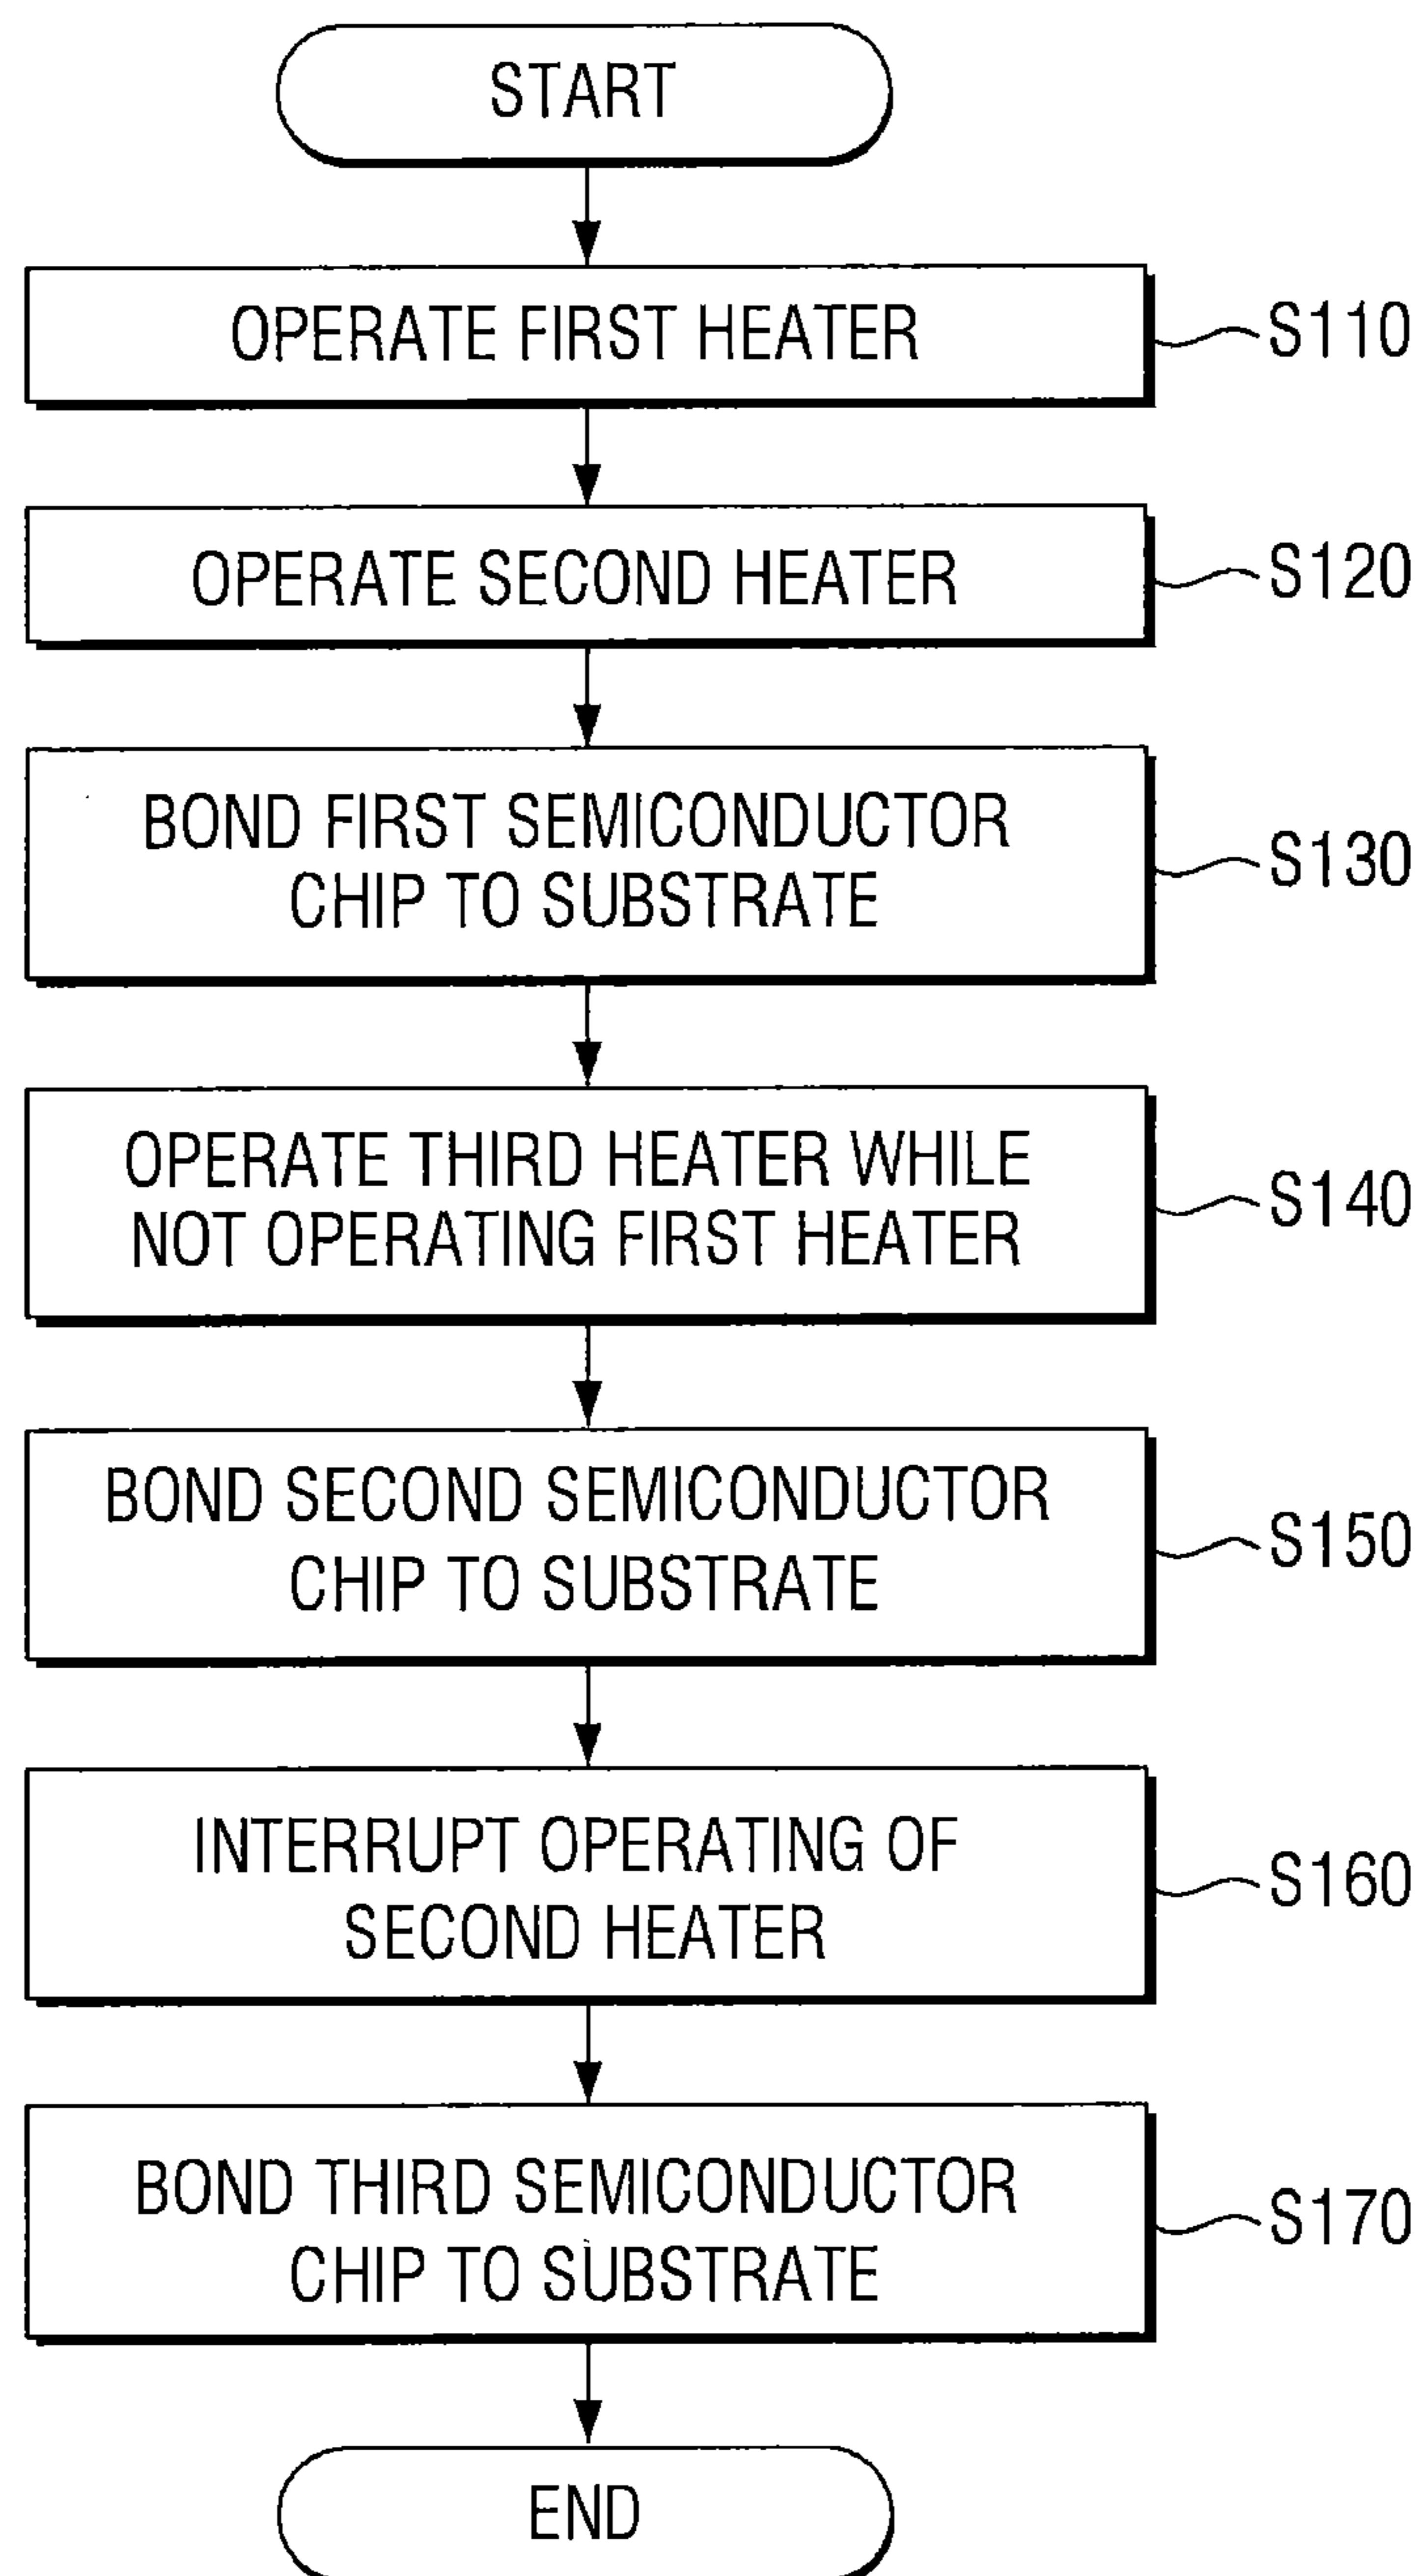 START
OPERATE FIRST HEATER
S110
OPERATE SECOND HEATER
S120
BOND FIRST SEMICONDUCTOR
CHIP TO SUBSTRATE
S130
OPERATE THIRD HEATER WHILE
NOT OPERATING FIRST HEATER
S140
BOND SECOND SEMICONDUCTOR
CHIP TO SUBSTRATE
S150
INTERRUPT OPERATING OF
SECOND HEATER
S160
BOND THIRD SEMICONDUCTOR
CHIP TO SUBSTRATE
S170
END